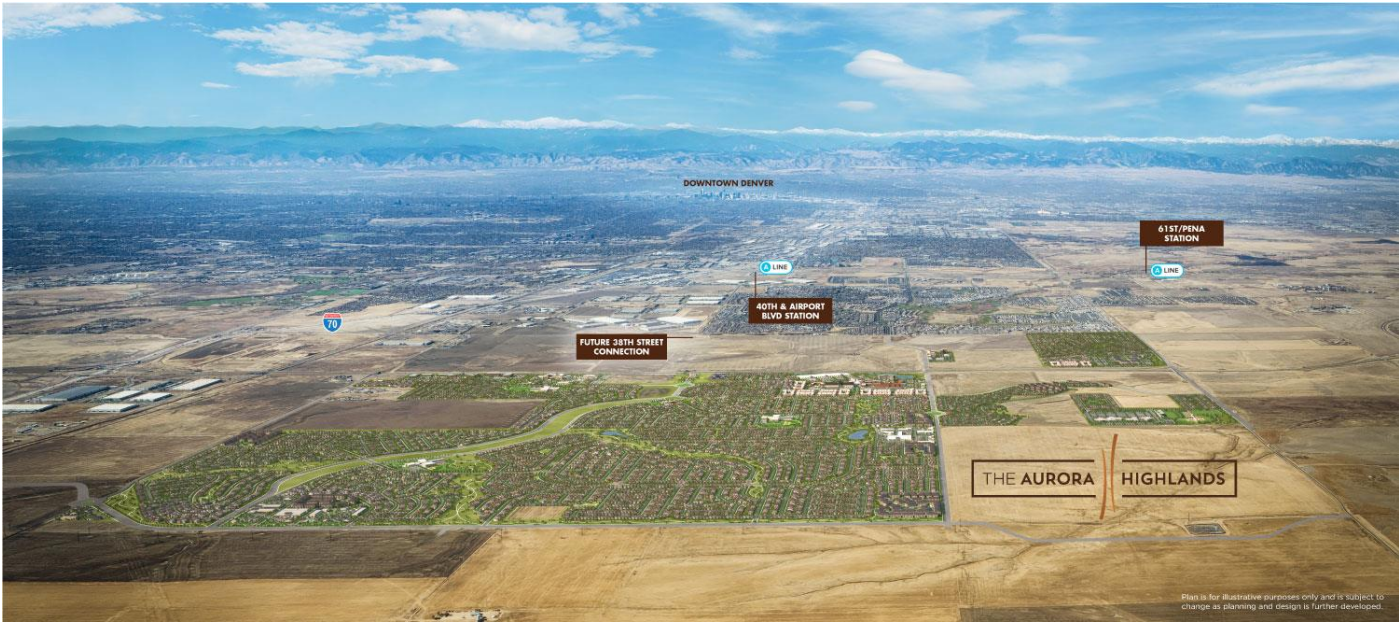 DOWNTOWN DENVER
61ST/PENA
STATION
A LINE
A LINE
40TH & AIRPORT
BLVD STATION
INTERSTATE
70
FUTURE 38TH STREET
CONNECTION
THE AURORA HIGHLANDS
Plan is for illustrative purposes only and is subject to
change as planning and design is further developed.